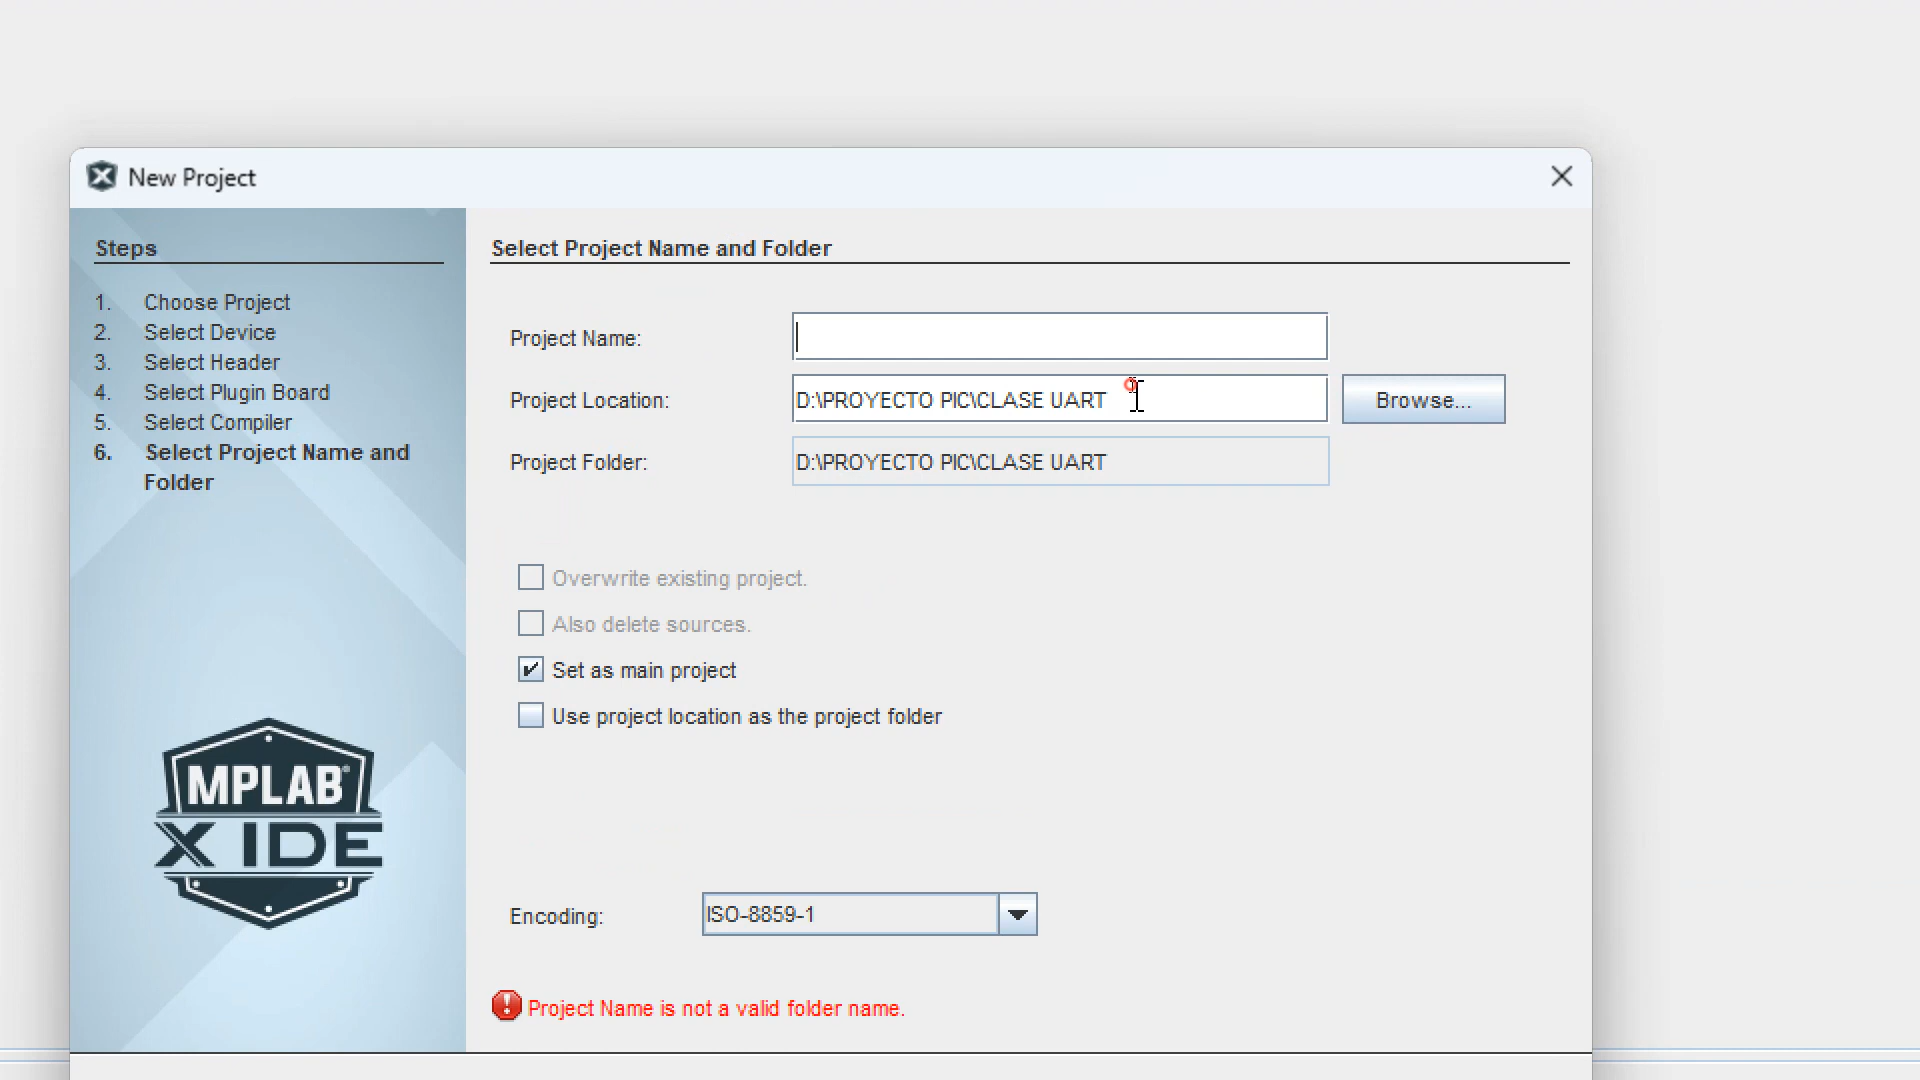 New Project
Steps
1. Choose Project
2. Select Device
3. Select Header
4. Select Plugin Board
5. Select Compiler
6. Select Project Name and
Folder
MPLAB®
X IDE
Select Project Name and Folder
Project Name:
Project Location: D:\PROYECTO PIC\CLASE UART Browse...
Project Folder: D:\PROYECTO PIC\CLASE UART
Overwrite existing project.
Also delete sources.
Set as main project
Use project location as the project folder
Encoding: ISO-8859-1
Project Name is not a valid folder name.